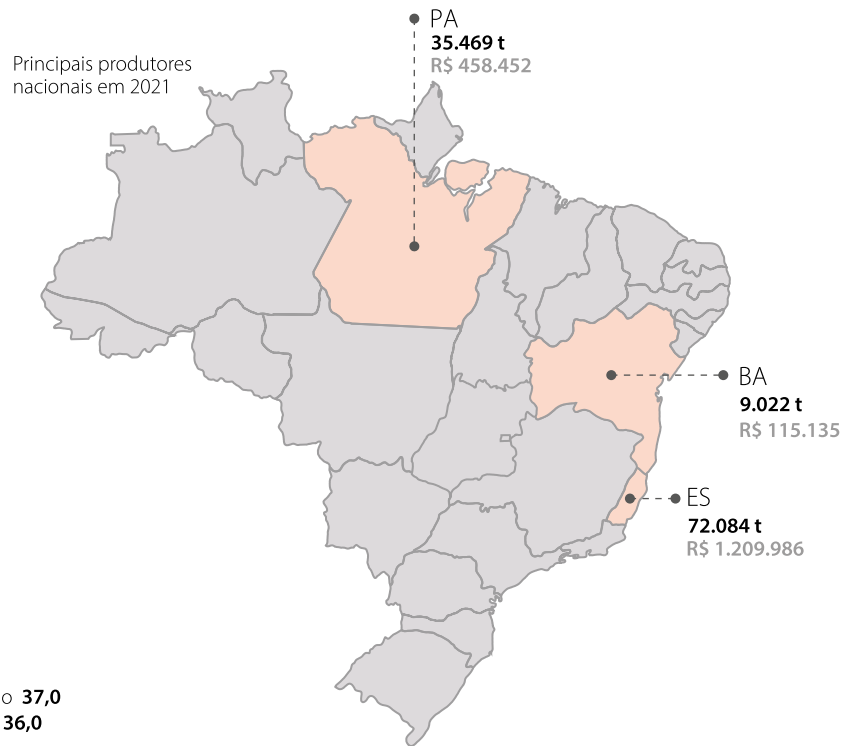 PA
35.469 t
R$ 458.452
Principais produtores
nacionais em 2021
BA
9.022 t
R$ 115.135
ES
72.084 t
R$ 1.209.986
o 37,0
36,0